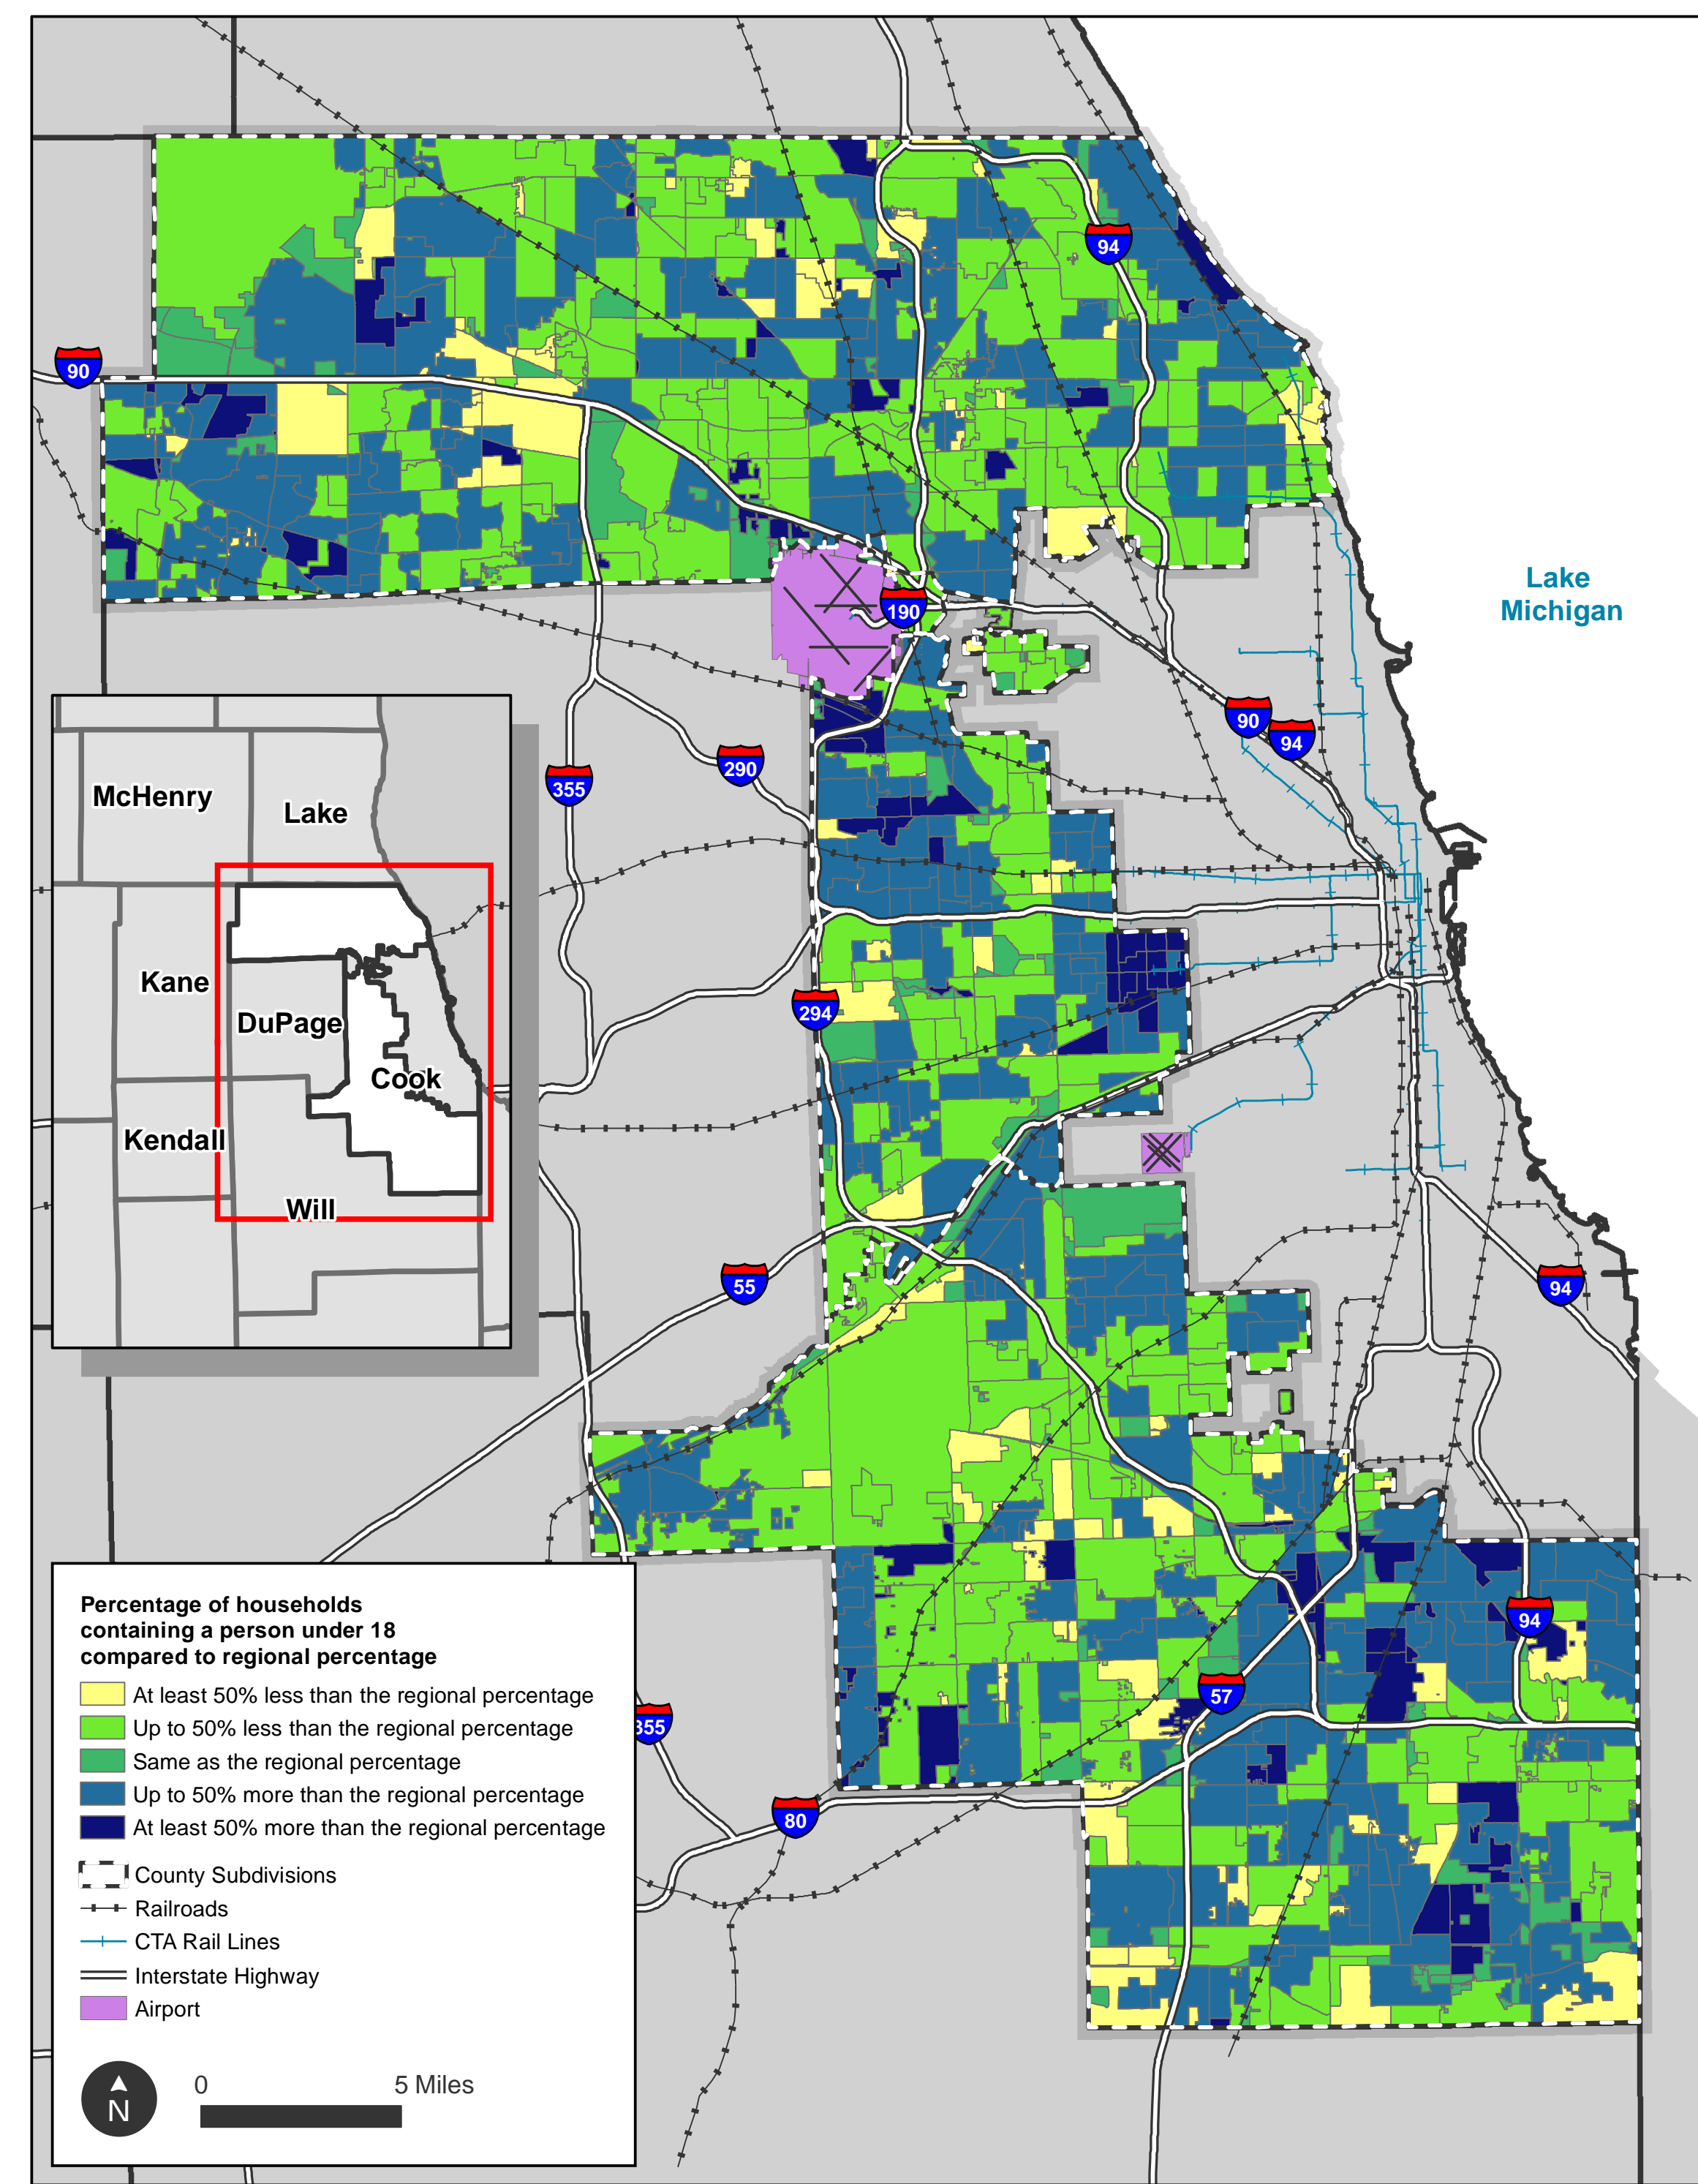 94
90
Lake
Michigan
190
90
94
290
355
McHenry
Lake
Kane
DuPage
294
Cook
Kendall
Will
55
94
Percentage of households
containing a person under 18
compared to regional percentage
At least 50% less than the regional percentage
Up to 50% less than the regional percentage
Same as the regional percentage
Up to 50% more than the regional percentage
At least 50% more than the regional percentage
County Subdivisions
Railroads
CTA Rail Lines
Interstate Highway
Airport
94
57
355
80
0 5 Miles
N